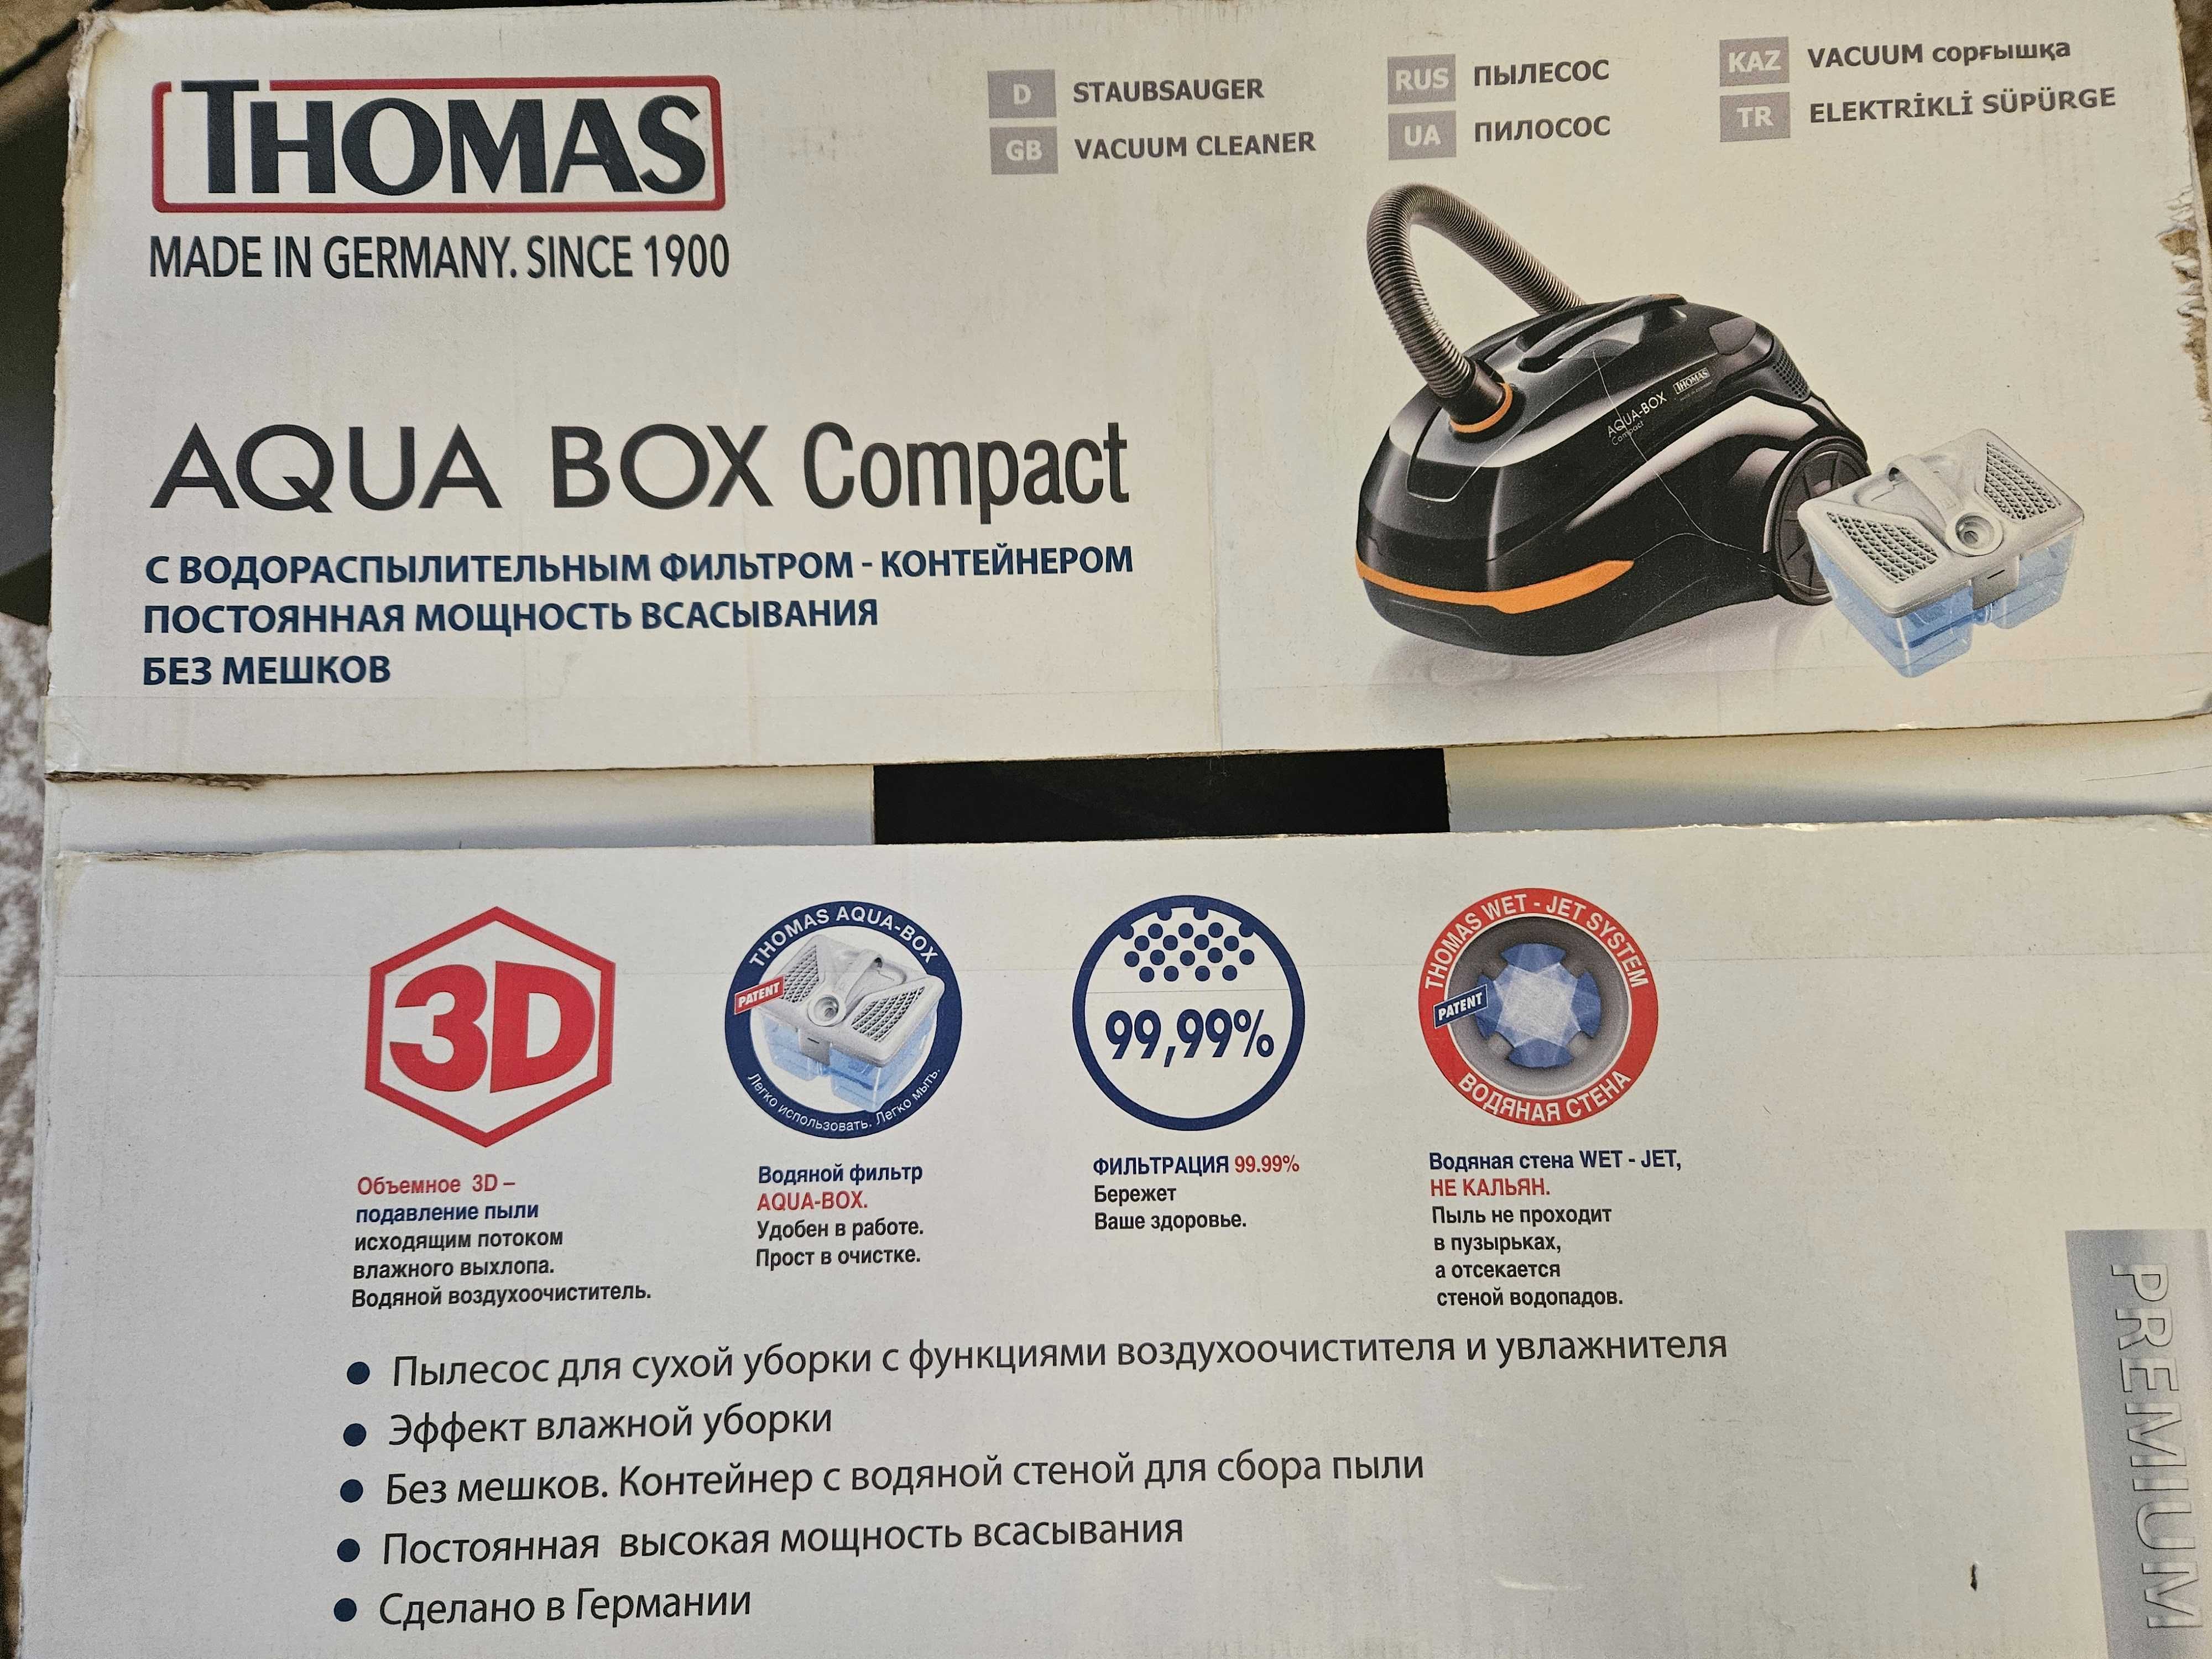 THOMAS
MADE IN GERMANY. SINCE 1900
D STAUBSAUGER
GB VACUUM CLEANER
RUS ПЫЛЕСОС
UA ПИЛОСОС
KAZ VACUUM сорғышқа
TR ELEKTRİKLİ SÜPÜRGE
AQUA BOX Compact
С ВОДОРАСПЫЛИТЕЛЬНЫМ ФИЛЬТРОМ - КОНТЕЙНЕРОМ
ПОСТОЯННАЯ МОЩНОСТЬ ВСАСЫВАНИЯ
БЕЗ МЕШКОВ
AQUA-BOX
Compact
THOMAS
3D
Объемное 3D –
подавление пыли
исходящим потоком
влажного выхлопа.
Водяной воздухоочиститель.
THOMAS AQUA-BOX
PATENT
Легко использовать. Легко мыть.
Водяной фильтр
AQUA-BOX.
Удобен в работе.
Прост в очистке.
99,99%
ФИЛЬТРАЦИЯ 99.99%
Бережет
Ваше здоровье.
THOMAS WET - JET SYSTEM
PATENT
ВОДЯНАЯ СТЕНА
Водяная стена WET - JET,
НЕ КАЛЬЯН.
Пыль не проходит
в пузырьках,
а отсекается
стеной водопадов.
● Пылесос для сухой уборки с функциями воздухоочистителя и увлажнителя
● Эффект влажной уборки
● Без мешков. Контейнер с водяной стеной для сбора пыли
● Постоянная высокая мощность всасывания
● Сделано в Германии
PREMIUM